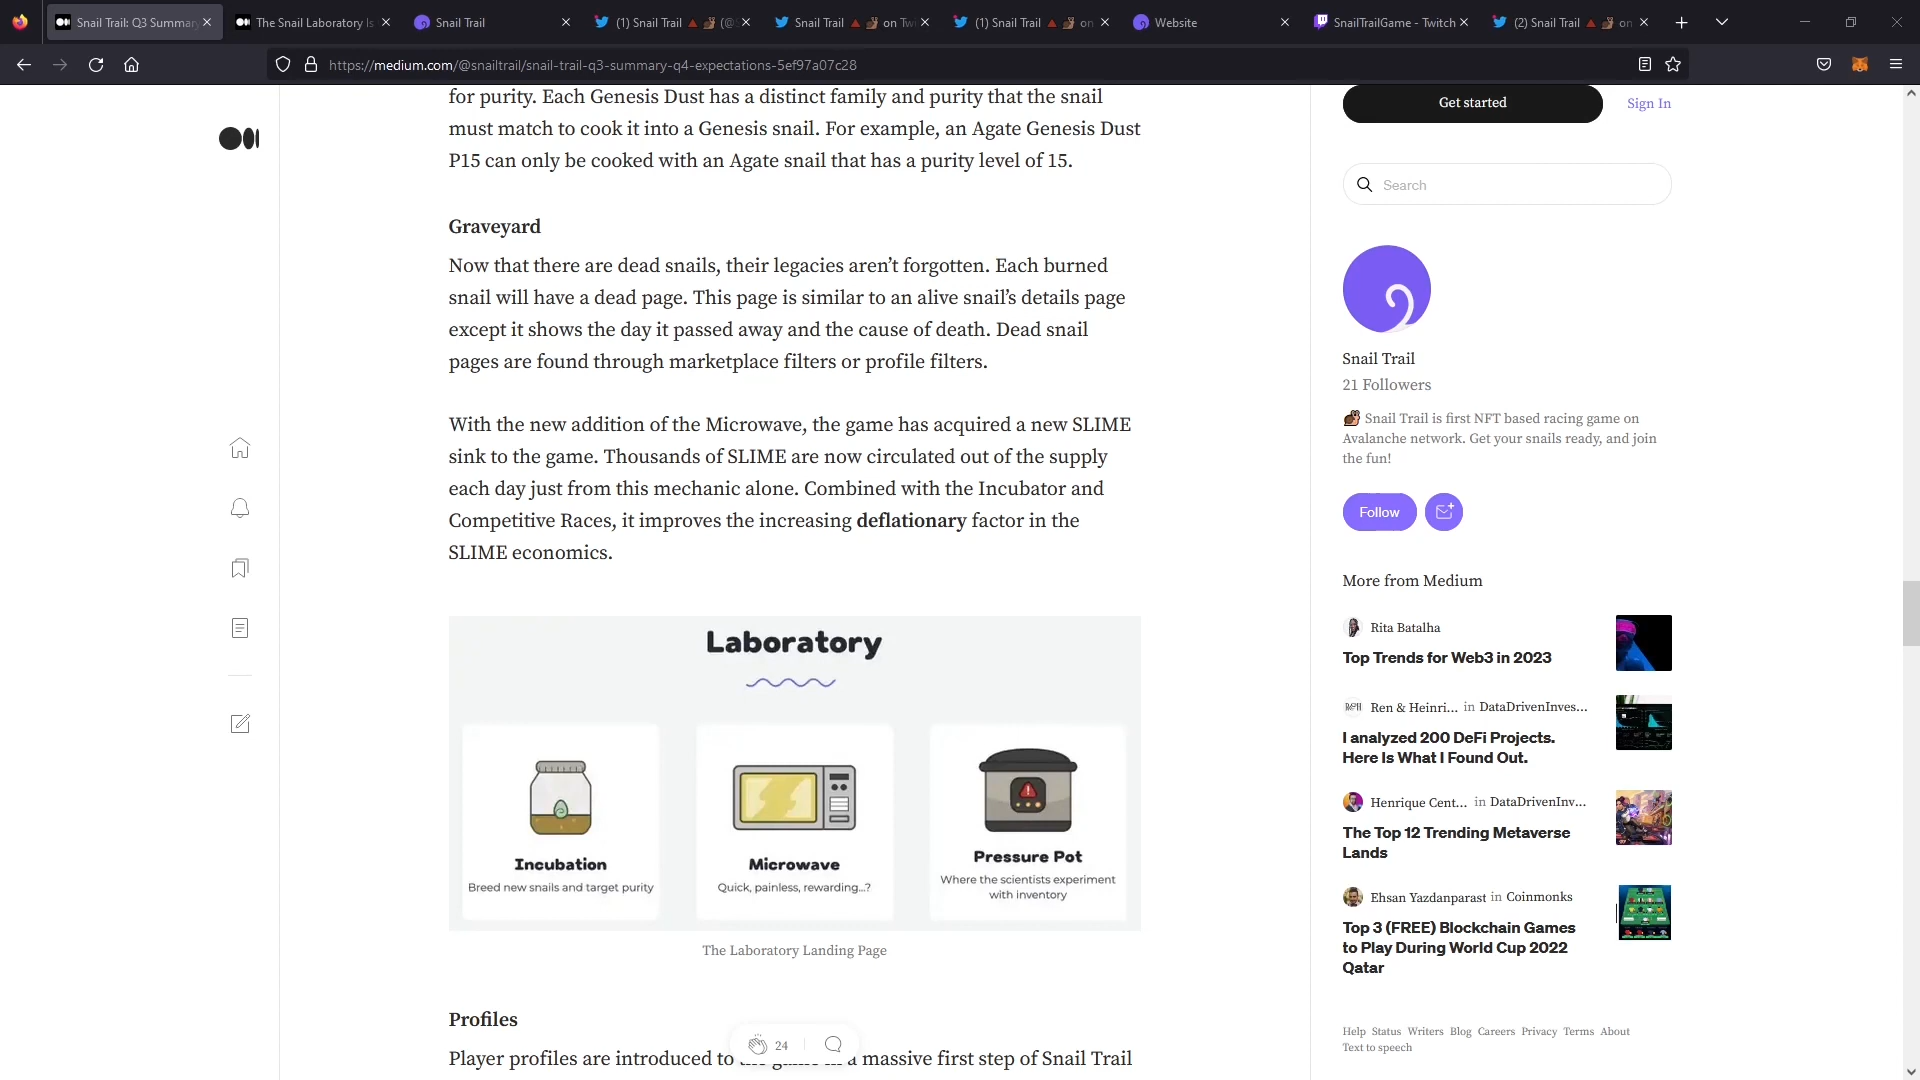 Snail Trail: Q3 Summar
The Snail Laboratory Is
Snail Trail
(1) Snail Trail 🔺 🐌 (@
Snail Trail 🔺 🐌 on Tw
(1) Snail Trail 🔺 🐌 on
Website
SnailTrailGame - Twitch
(2) Snail Trail 🔺 🐌 on
https://medium.com/@snailtrail/snail-trail-q3-summary-q4-expectations-5ef97a07c28
for purity. Each Genesis Dust has a distinct family and purity that the snail
must match to cook it into a Genesis snail. For example, an Agate Genesis Dust
P15 can only be cooked with an Agate snail that has a purity level of 15.
Graveyard
Now that there are dead snails, their legacies aren’t forgotten. Each burned
snail will have a dead page. This page is similar to an alive snail’s details page
except it shows the day it passed away and the cause of death. Dead snail
pages are found through marketplace filters or profile filters.
With the new addition of the Microwave, the game has acquired a new SLIME
sink to the game. Thousands of SLIME are now circulated out of the supply
each day just from this mechanic alone. Combined with the Incubator and
Competitive Races, it improves the increasing deflationary factor in the
SLIME economics.
Laboratory
Incubation
Breed new snails and target purity
Microwave
Quick, painless, rewarding...?
Pressure Pot
Where the scientists experiment
with inventory
The Laboratory Landing Page
Profiles
Player profiles are introduced to the game in a massive first step of Snail Trail
24
Get started
Sign In
Search
Snail Trail
21 Followers
🐌 Snail Trail is first NFT based racing game on
Avalanche network. Get your snails ready, and join
the fun!
Follow
More from Medium
Rita Batalha
Top Trends for Web3 in 2023
Ren & Heinri... in DataDrivenInves...
I analyzed 200 DeFi Projects.
Here Is What I Found Out.
Henrique Cent... in DataDrivenInv...
The Top 12 Trending Metaverse
Lands
Ehsan Yazdanparast in Coinmonks
Top 3 (FREE) Blockchain Games
to Play During World Cup 2022
Qatar
Help Status Writers Blog Careers Privacy Terms About
Text to speech